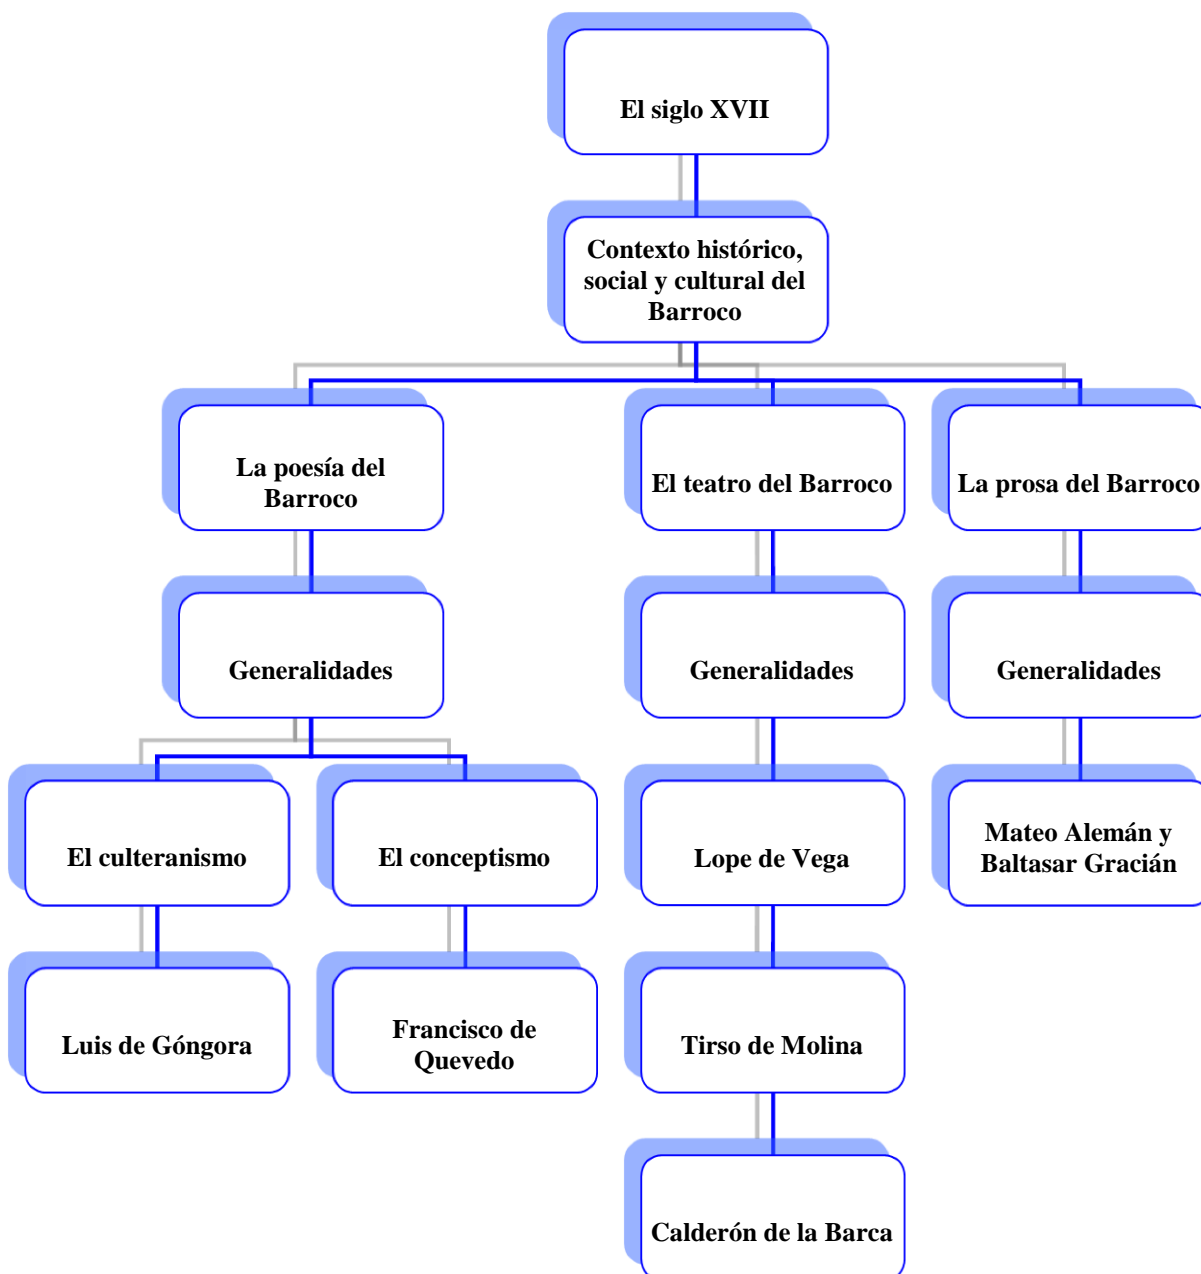 El siglo XVII
Contexto histórico,
social y cultural del
Barroco
La poesía del
Barroco
El teatro del Barroco
La prosa del Barroco
Generalidades
Generalidades
Generalidades
El culteranismo
El conceptismo
Lope de Vega
Mateo Alemán y
Baltasar Gracián
Luis de Góngora
Francisco de
Quevedo
Tirso de Molina
Calderón de la Barca